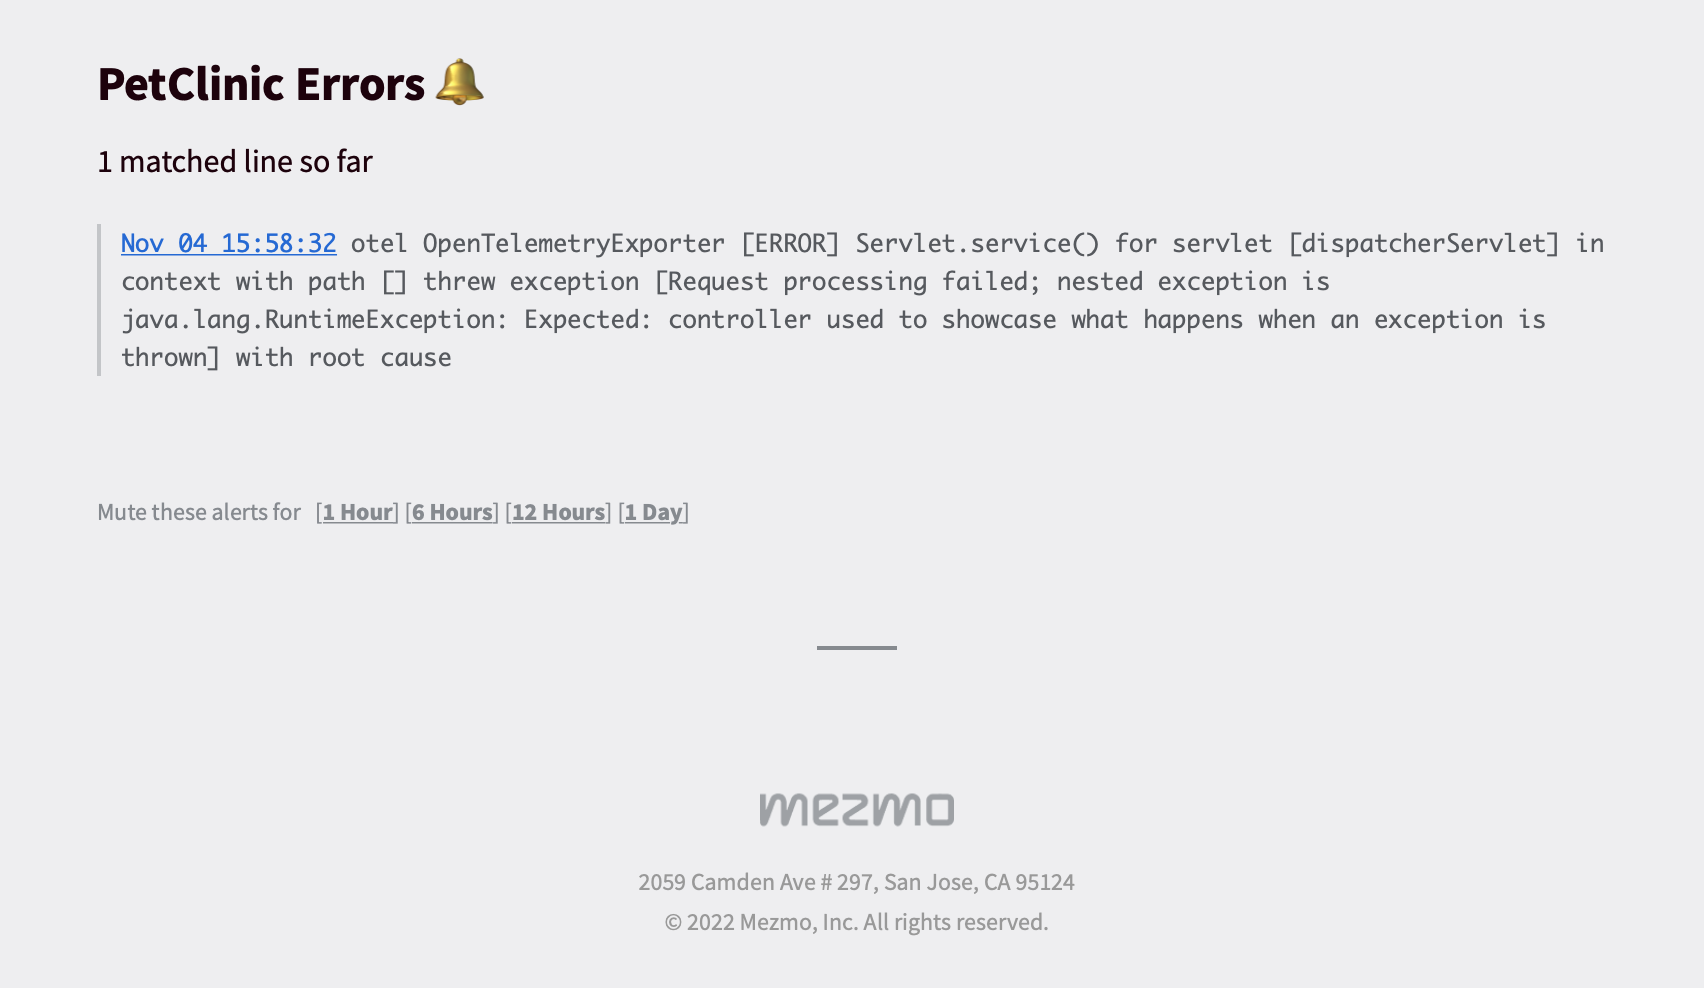 PetClinic Errors 🔔
1 matched line so far
Nov 04 15:58:32 otel OpenTelemetryExporter [ERROR] Servlet.service() for servlet [dispatcherServlet] in
context with path [] threw exception [Request processing failed; nested exception is
java.lang.RuntimeException: Expected: controller used to showcase what happens when an exception is
thrown] with root cause
Mute these alerts for [1 Hour] [6 Hours] [12 Hours] [1 Day]
mezmo
2059 Camden Ave # 297, San Jose, CA 95124
© 2022 Mezmo, Inc. All rights reserved.